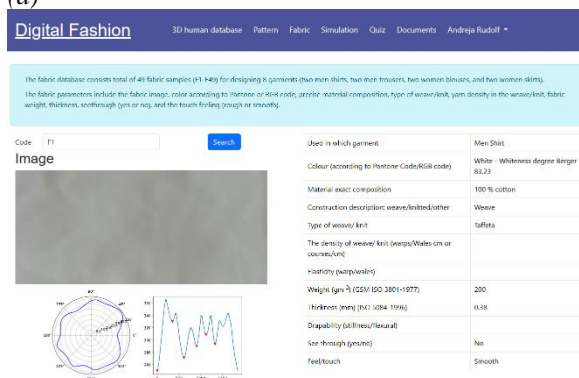 (a)
Digital Fashion
3D human database Pattern Fabric Simulation Quiz Documents Andreja Rudolf
The fabric database consists total of 49 fabric samples (F1-F49) for designing 8 garments (two men shirts, two men trousers, two women blouses, and two women skirts).
The fabric parameters include the fabric image, color according to Pantone or RGB code, precise material composition, type of weave/knit, yarn density in the weave/knit, fabric
weight, thickness, seethrough (yes or no), and the touch feeling (rough or smooth).
Code F1 Search
Image
Used in which garment Men Shirt
Colour (according to Pantone Code/RGB code) White - Whiteness degree Berger
83,23
Material exact composition 100 % cotton
Construction description: weave/knitted/other Weave
Type of weave/ knit Taffeta
The density of weave/ knit (warps/Wales cm or
courses/cm)
Elastidity (warp/wales)
Weight (gm ²) (GSM ISO 3801-1977) 200
Thickness (mm) (ISO 5084-1996) 0.38
Drapability (stiffness/flexural)
See through (yes/no) No
Feel/touch Smooth